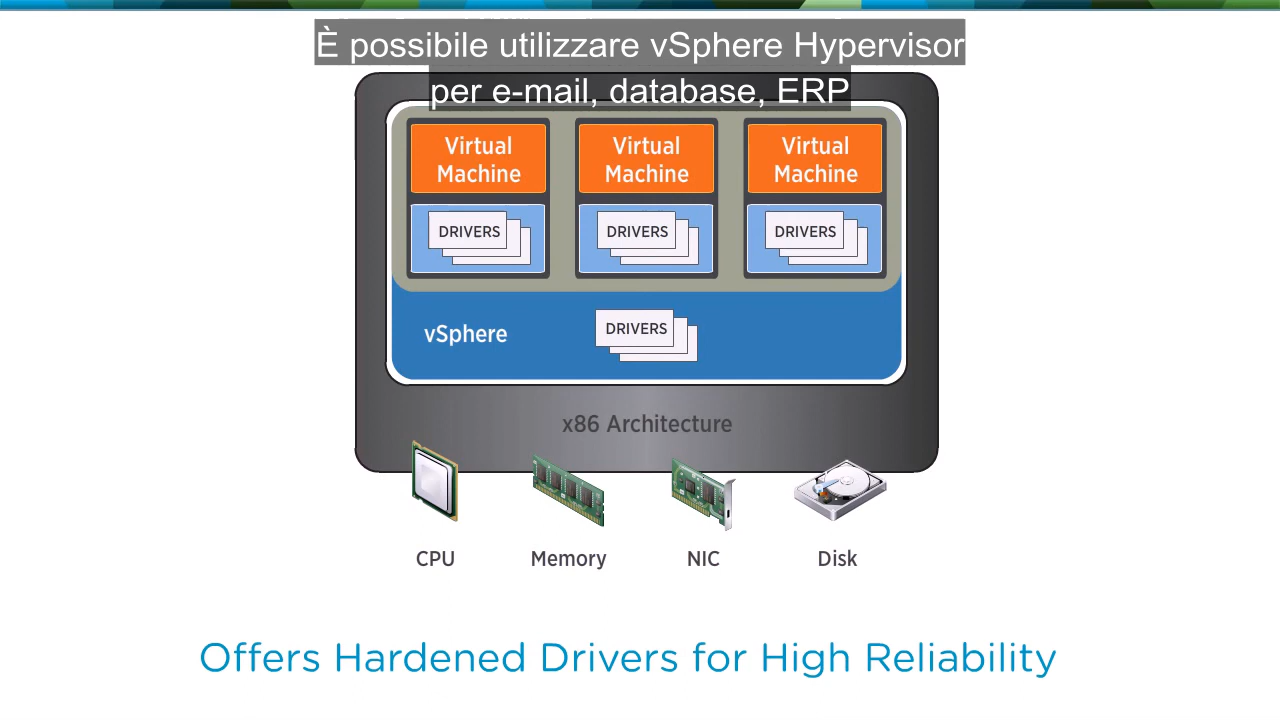 È possibile utilizzare vSphere Hypervisor
per e-mail, database, ERP
Virtual Machine
Virtual Machine
Virtual Machine
DRIVERS
DRIVERS
DRIVERS
vSphere
DRIVERS
x86 Architecture
CPU
Memory
NIC
Disk
Offers Hardened Drivers for High Reliability